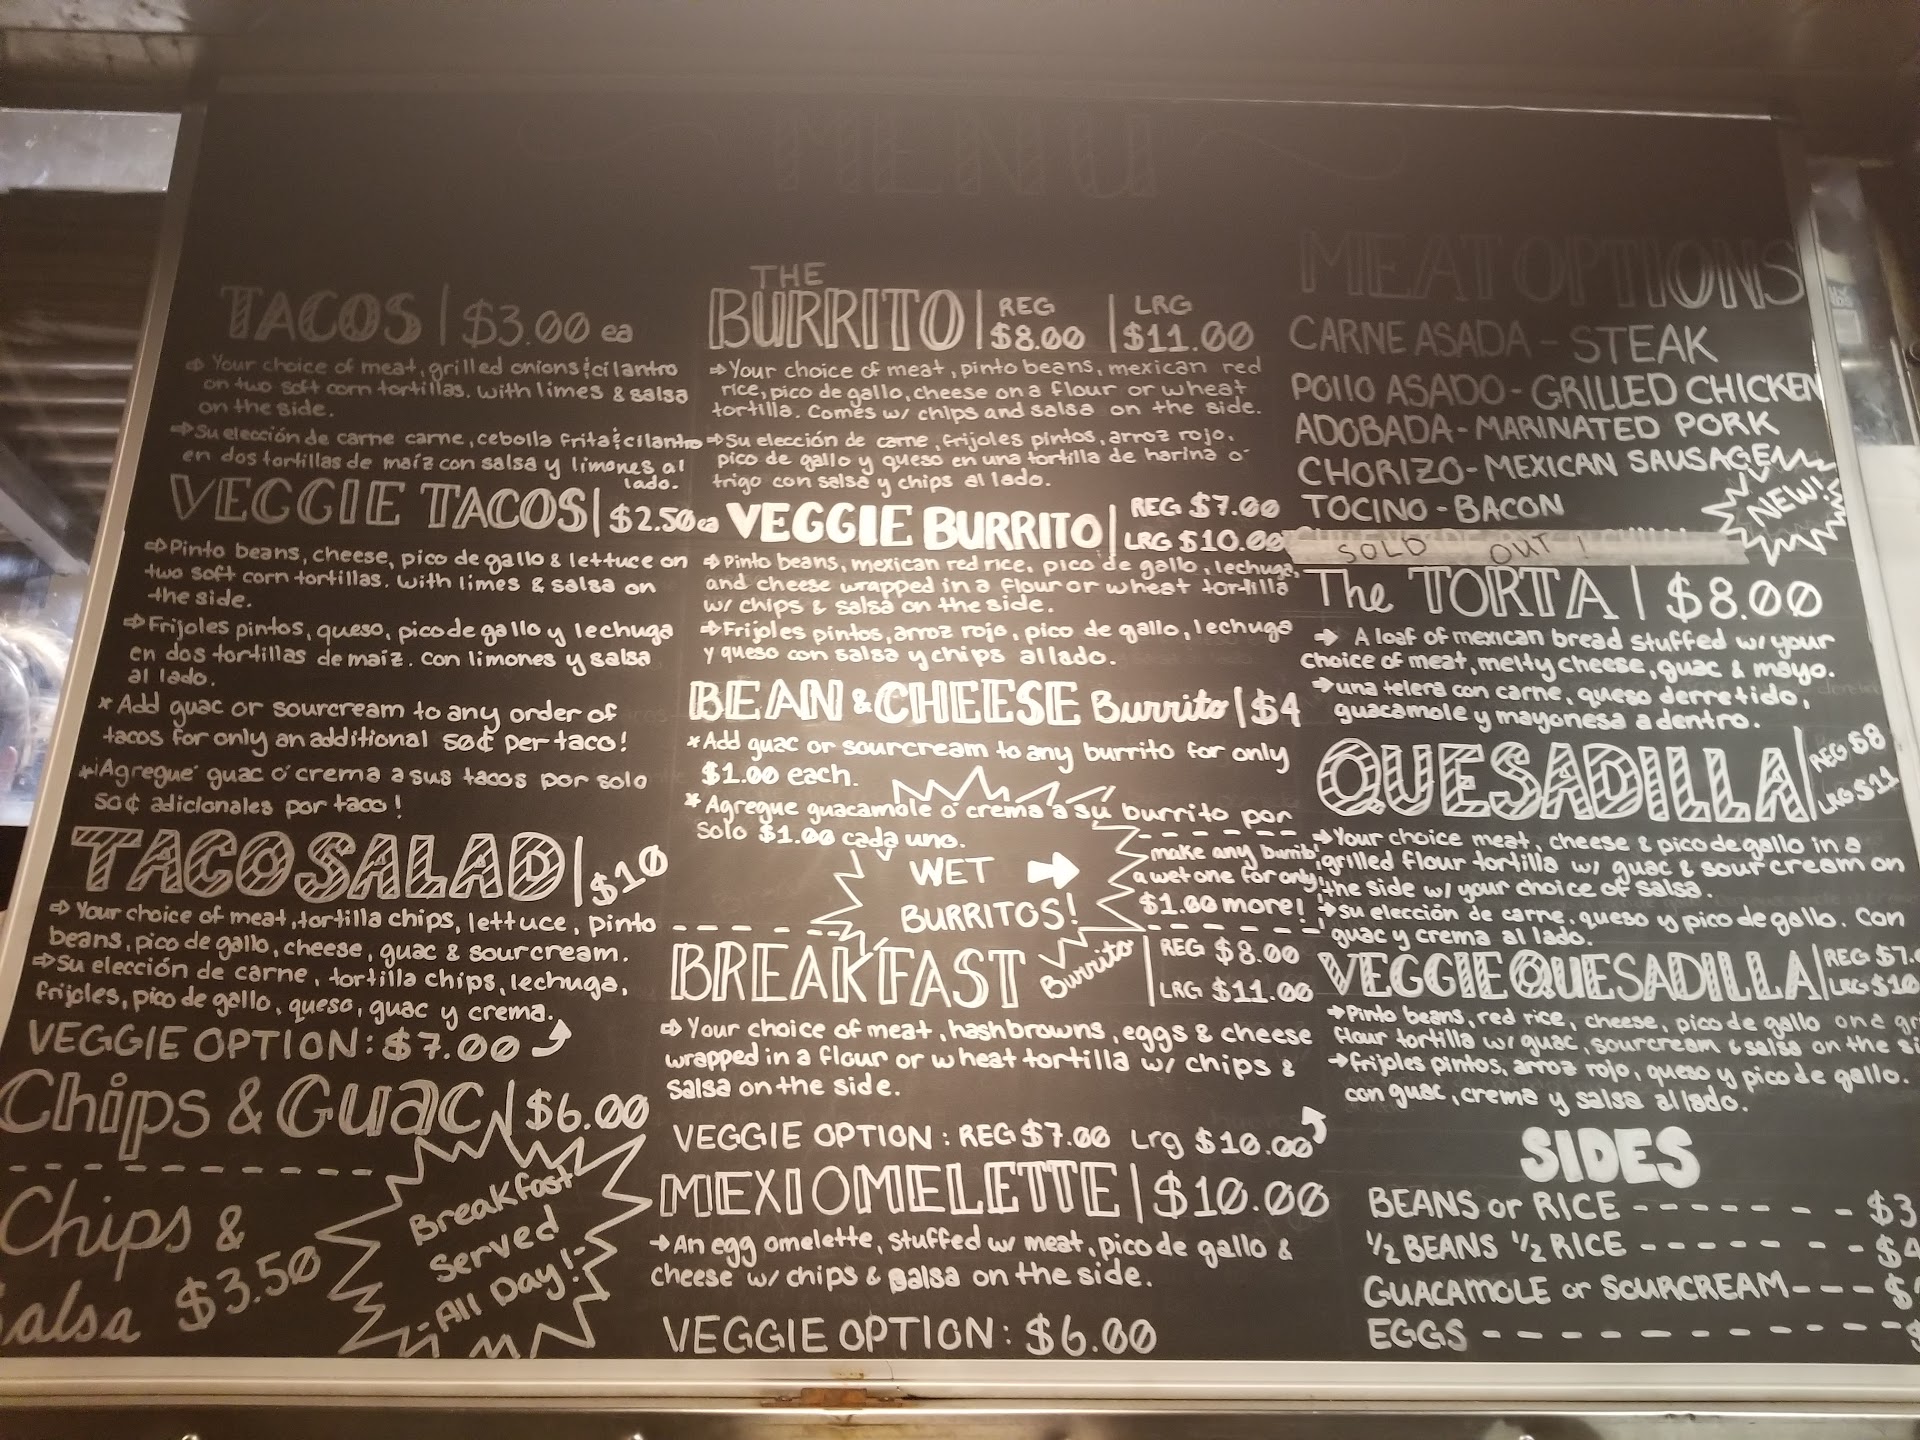 MENU
TACOS | $3.00 ea
⇨ Your choice of meat, grilled onions & cilantro
on two soft corn tortillas. with limes & salsa
on the side.
⇨ Su elección de carne carne, cebolla frita & cilantro
en dos tortillas de maíz con salsa y limones al
lado.
VEGGIE TACOS | $2.50 ea
⇨ Pinto beans, cheese, pico de gallo & lettuce on
two soft corn tortillas. with limes & salsa on
the side.
⇨ Frijoles pintos, queso, pico de gallo y lechuga
en dos tortillas de maíz. con limones y salsa
al lado.
* Add guac or sourcream to any order of
tacos for only an additional 50¢ per taco!
*¡Agregue guac ó crema a sus tacos por solo
50¢ adicionales por taco!
TACO SALAD | $10
⇨ Your choice of meat, tortilla chips, lettuce, pinto
beans, pico de gallo, cheese, guac & sourcream.
⇨ Su elección de carne, tortilla chips, lechuga,
frijoles, pico de gallo, queso, guac y crema.
VEGGIE OPTION: $7.00
Chips & Guac | $6.00
Chips &
Salsa $3.50
Breakfast
Served
-All Day!-
THE
BURRITO | REG $8.00 | LRG $11.00
⇨ Your choice of meat, pinto beans, mexican red
rice, pico de gallo, cheese on a flour or wheat
tortilla. Comes w/ chips and salsa on the side.
⇨ Su elección de carne, frijoles pintos, arroz rojo,
pico de gallo y queso en una tortilla de harina o'
trigo con salsa y chips al lado.
VEGGIE BURRITO | REG $7.00
LRG $10.00
⇨ Pinto beans, mexican red rice, pico de gallo, lechuga,
and cheese wrapped in a flour or wheat tortilla
w/ chips & salsa on the side.
⇨ Frijoles pintos, arroz rojo, pico de gallo, lechuga
y queso con salsa y chips al lado.
BEAN & CHEESE Burrito | $4
* Add guac or sourcream to any burrito for only
$1.00 each.
* Agregue guacamole ó crema a su burrito por
solo $1.00 cada uno.
WET
BURRITOS!
make any
a wet one for only
$1.00 more!
BREAKFAST Burrito | REG $8.00
LRG $11.00
⇨ Your choice of meat, hashbrowns, eggs & cheese
wrapped in a flour or wheat tortilla w/ chips &
salsa on the side.
VEGGIE OPTION: REG $7.00 Lrg $10.00
MEXI OMELETTE | $10.00
→ An egg omelette, stuffed w/ meat, pico de gallo &
cheese w/ chips & salsa on the side.
VEGGIE OPTION: $6.00
MEAT OPTIONS
CARNE ASADA - STEAK
POllO ASADO - GRILLED CHICKEN
ADOBADA - MARINATED PORK
CHORIZO - MEXICAN SAUSAGE
TOCINO - BACON
NEW!
SOLD OUT!
The TORTA | $8.00
⇨ A loaf of mexican bread stuffed w/ your
choice of meat, melty cheese, guac & mayo.
⇨ una telera con carne, queso derretido,
guacamole y mayonesa adentro.
QUESADILLA | REG $8
LRG $11
⇨ Your choice meat, cheese & pico de gallo in a
grilled flour tortilla w/ guac & sour cream on
the side w/ your choice of salsa.
⇨ Su elección de carne, queso y pico de gallo. Con
guac y crema al lado.
VEGGIE QUESADILLA | REG $7.
LRG $10
⇨ Pinto beans, red rice, cheese, pico de gallo on a
flour tortilla w/ guac, sourcream & salsa on the
⇨ frijoles pintos, arroz rojo, queso y pico de gallo.
con guac, crema y salsa al lado.
SIDES
BEANS or RICE ------- $3
½ BEANS ½ RICE ------- $4
GUACAMOLE or SOURCREAM --- $
EGGS ------------ $